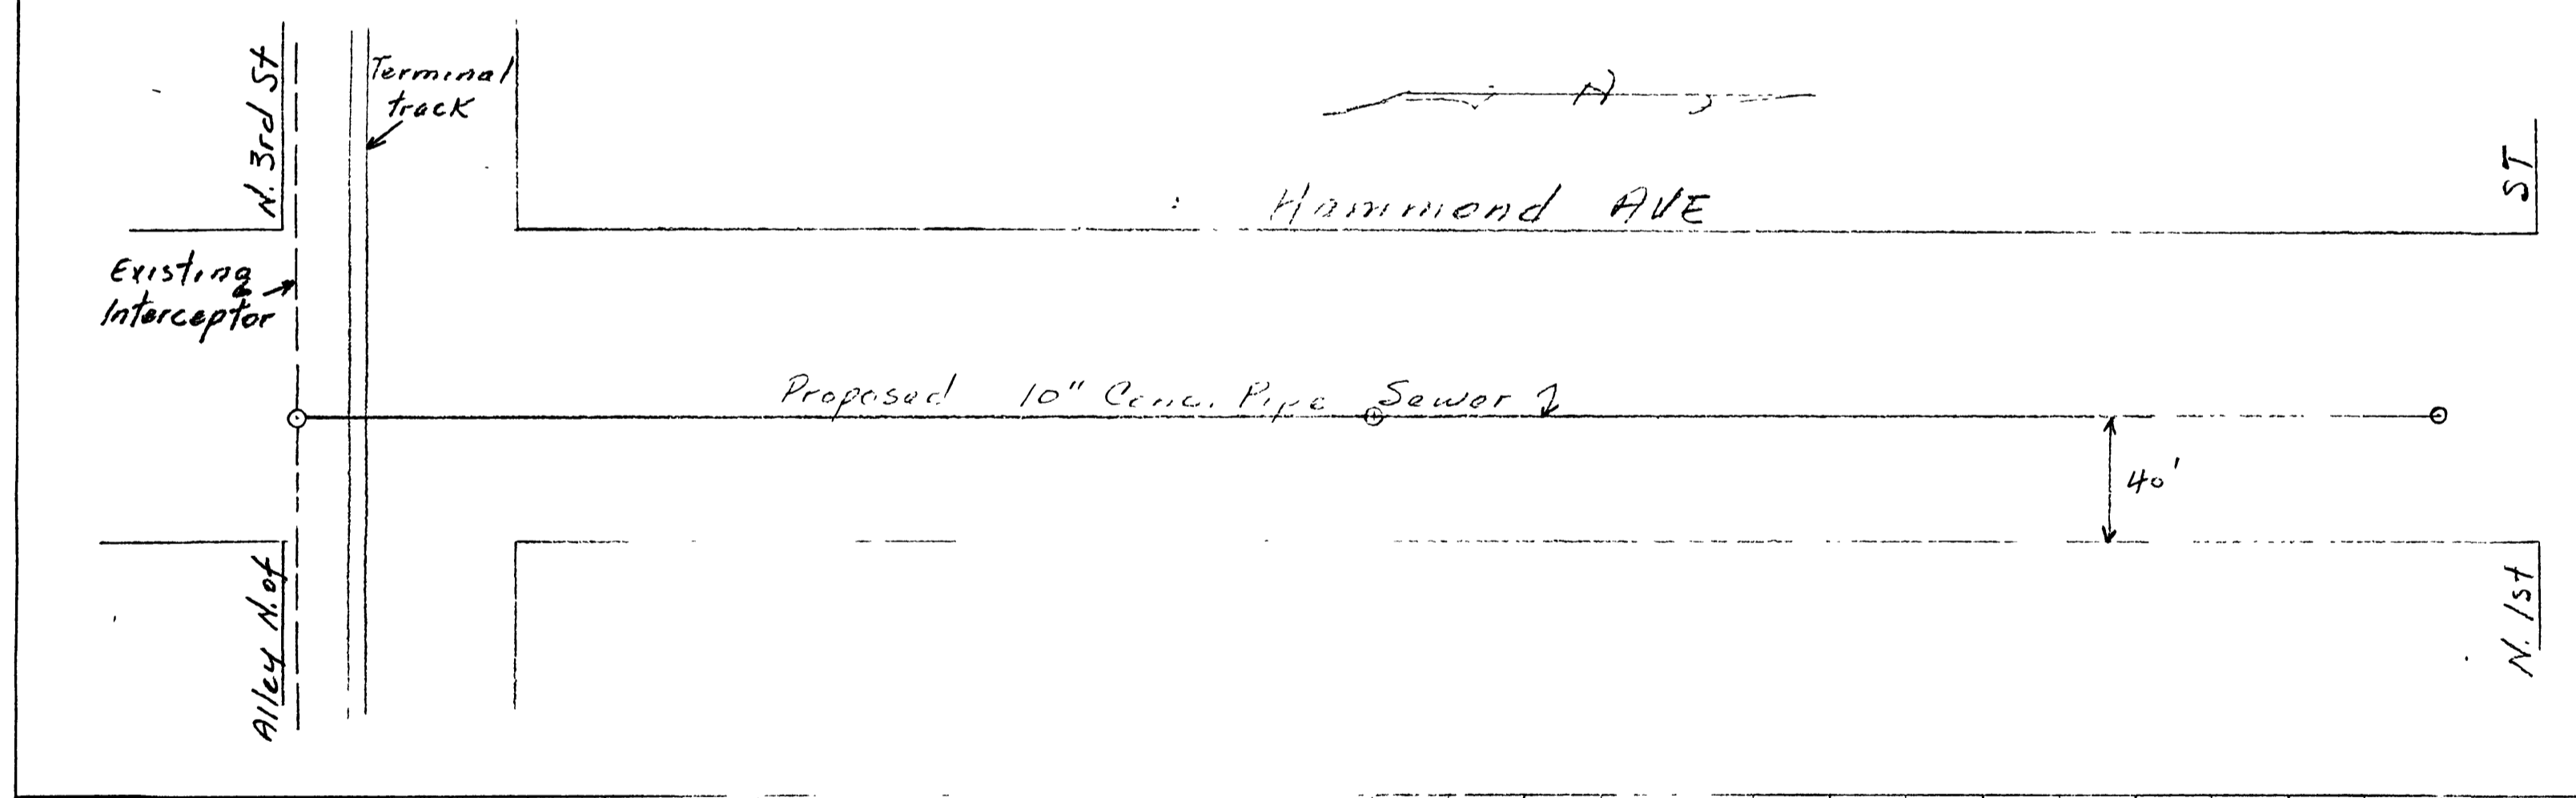 N. 3rd St
Terminal
track
N
Hammond AVE
ST
Existing
Interceptor
Proposed 10" Conc. Pipe Sewer
40'
Alley N. of
N. 1st